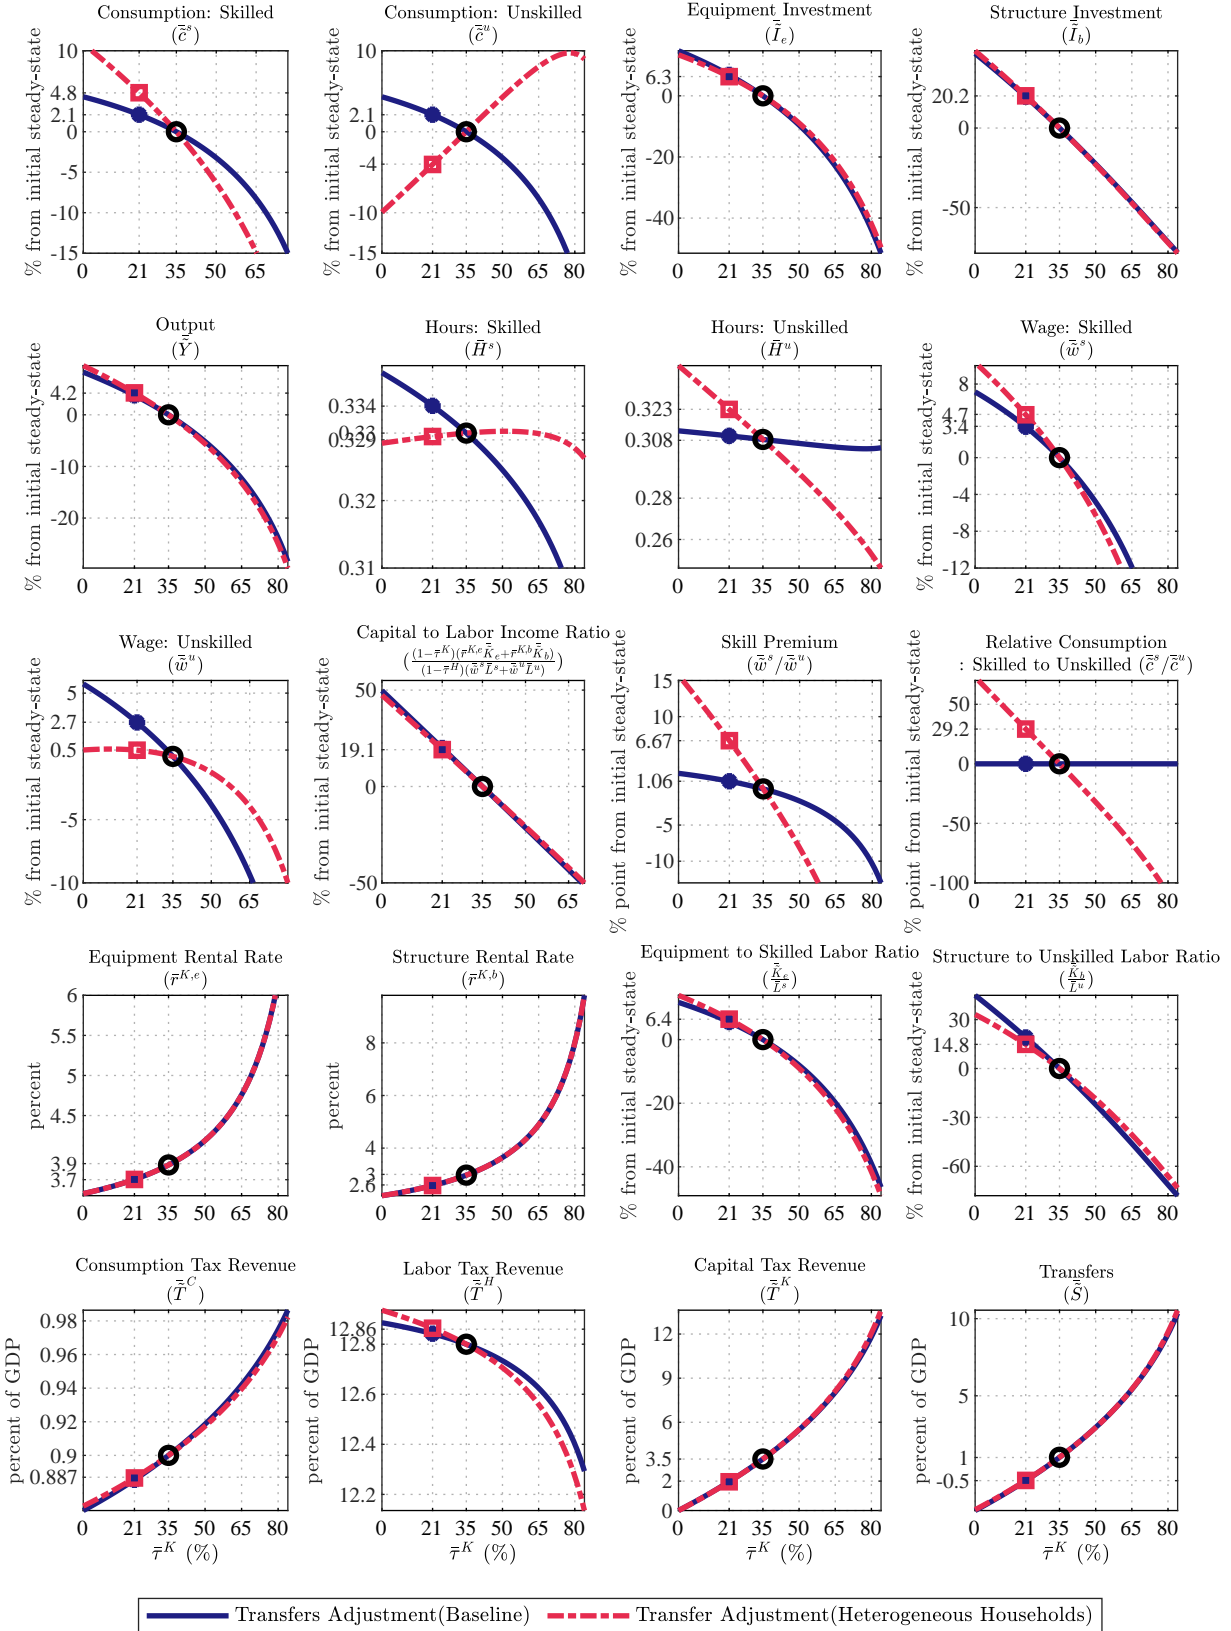 Consumption: Skilled
(c̃̄ˢ)
% from initial steady-state
10
4.8
2.1
0
-5
-10
-15
0 21 35 50 65
Consumption: Unskilled
(c̃̄ᵘ)
% from initial steady-state
10
2.1
0
-4
-10
-15
0 21 35 50 65 78
Equipment Investment
(Ĩ̄ₑ)
% from initial steady-state
6.3
0
-20
-40
0 21 35 50 65 80
Structure Investment
(Ĩ̄_b)
% from initial steady-state
20.2
0
-50
0 21 35 50 65 80
Output
(Ỹ̄)
% from initial steady-state
4.2
0
-10
-20
0 21 35 50 65 80
Hours: Skilled
(H̄ˢ)
0.334
0.33
0.329
0.32
0.31
0 21 35 50 65 80
Hours: Unskilled
(H̄ᵘ)
0.323
0.308
0.28
0.26
0 21 35 50 65 80
Wage: Skilled
(w̃̄ˢ)
% from initial steady-state
8
4.7
3.4
0
-4
-8
-12
0 21 35 50 65 80
Wage: Unskilled
(w̃̄ᵘ)
% from initial steady-state
5
2.7
0.5
-5
-10
0 21 35 50 65
Capital to Labor Income Ratio
((1−τ̄ᴷ)(r̄ᴷ,ᵉK̃̄ₑ+r̄ᴷ,ᵇK̃̄_b)/(1−τ̄ᴴ)(w̃̄ˢL̄ˢ+w̃̄ᵘL̄ᵘ))
% from initial steady-state
50
19.1
0
-50
0 21 35 50 65
Skill Premium
(w̃̄ˢ/w̃̄ᵘ)
% point from initial steady-state
15
10
6.67
1.06
-5
-10
0 21 35 50 65 80
Relative Consumption
: Skilled to Unskilled (c̃̄ˢ/c̃̄ᵘ)
% point from initial steady-state
50
29.2
0
-50
-100
0 21 35 50 65 80
Equipment Rental Rate
(r̄ᴷ,ᵉ)
percent
6
5.5
5
4.5
3.9
3.7
0 21 35 50 65 80
Structure Rental Rate
(r̄ᴷ,ᵇ)
percent
8
6
4
3
2.6
0 21 35 50 65 80
Equipment to Skilled Labor Ratio
(K̃̄ₑ/L̄ˢ)
% from initial steady-state
6.4
0
-20
-40
0 21 35 50 65 80
Structure to Unskilled Labor Ratio
(K̃̄_b/L̄ᵘ)
% from initial steady-state
30
14.8
0
-30
-60
0 21 35 50 65 80
Consumption Tax Revenue
(T̃̄ᶜ)
percent of GDP
0.98
0.96
0.94
0.92
0.9
0.887
0 21 35 50 65 80
τ̄ᴷ (%)
Labor Tax Revenue
(T̃̄ᴴ)
percent of GDP
12.86
12.8
12.6
12.4
12.2
0 21 35 50 65 80
τ̄ᴷ (%)
Capital Tax Revenue
(T̃̄ᴷ)
percent of GDP
12
9
6
3.5
2
0
0 21 35 50 65 80
τ̄ᴷ (%)
Transfers
(S̃̄)
percent of GDP
10
5
1
-0.5
0 21 35 50 65 80
τ̄ᴷ (%)
Transfers Adjustment(Baseline)
Transfer Adjustment(Heterogeneous Households)